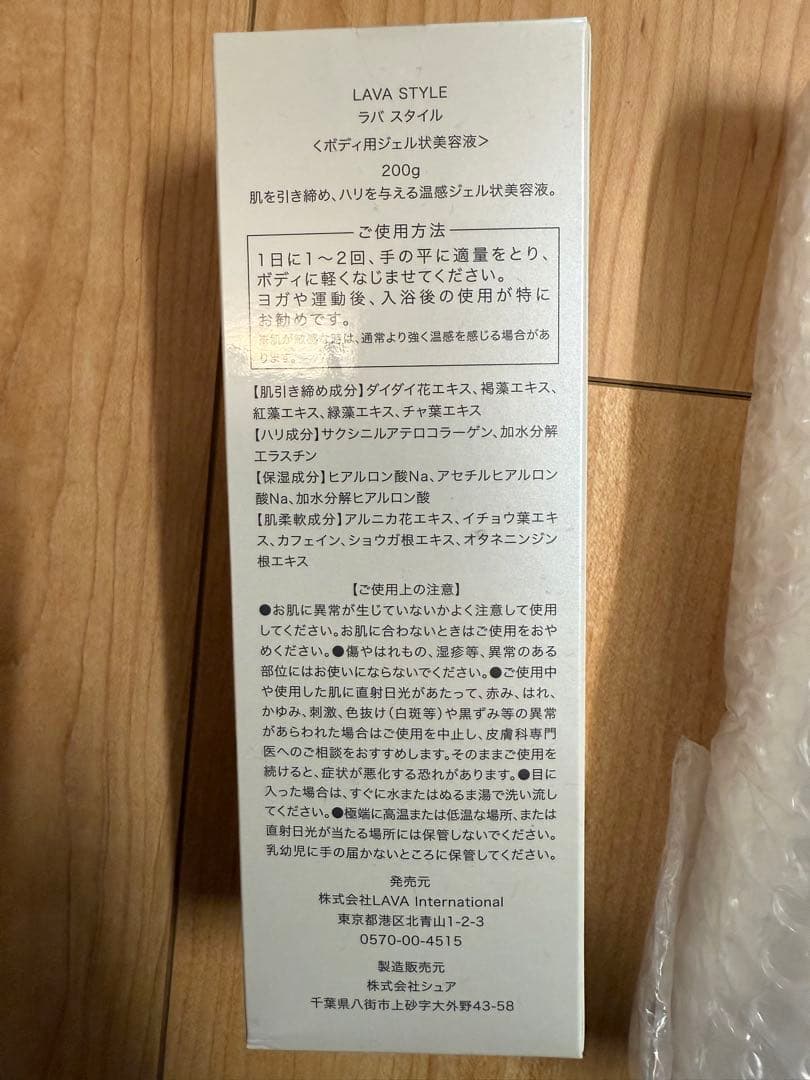 LAVA STYLE
ラバ スタイル
＜ボディ用ジェル状美容液＞
200g
肌を引き締め、ハリを与える温感ジェル状美容液。
ご使用方法
1日に1〜2回、手の平に適量をとり、
ボディに軽くなじませてください。
ヨガや運動後、入浴後の使用が特に
お勧めです。
※肌が敏感な時は、通常より強く温感を感じる場合があ
ります。
【肌引き締め成分】ダイダイ花エキス、褐藻エキス、
紅藻エキス、緑藻エキス、チャ葉エキス
【ハリ成分】サクシニルアテロコラーゲン、加水分解
エラスチン
【保湿成分】ヒアルロン酸Na、アセチルヒアルロン
酸Na、加水分解ヒアルロン酸
【肌柔軟成分】アルニカ花エキス、イチョウ葉エキ
ス、カフェイン、ショウガ根エキス、オタネニンジン
根エキス
【ご使用上の注意】
●お肌に異常が生じていないかよく注意して使用
してください。お肌に合わないときはご使用をおや
めください。●傷やはれもの、湿疹等、異常のある
部位にはお使いにならないでください。●ご使用中
や使用した肌に直射日光があたって、赤み、はれ、
かゆみ、刺激、色抜け（白斑等）や黒ずみ等の異常
があらわれた場合はご使用を中止し、皮膚科専門
医へのご相談をおすすめします。そのままご使用を
続けると、症状が悪化する恐れがあります。●目に
入った場合は、すぐに水またはぬるま湯で洗い流し
てください。●極端に高温または低温な場所、または
直射日光が当たる場所には保管しないでください。
乳幼児に手の届かないところに保管してください。
発売元
株式会社LAVA International
東京都港区北青山1-2-3
0570-00-4515
製造販売元
株式会社シュア
千葉県八街市上砂字大外野43-58